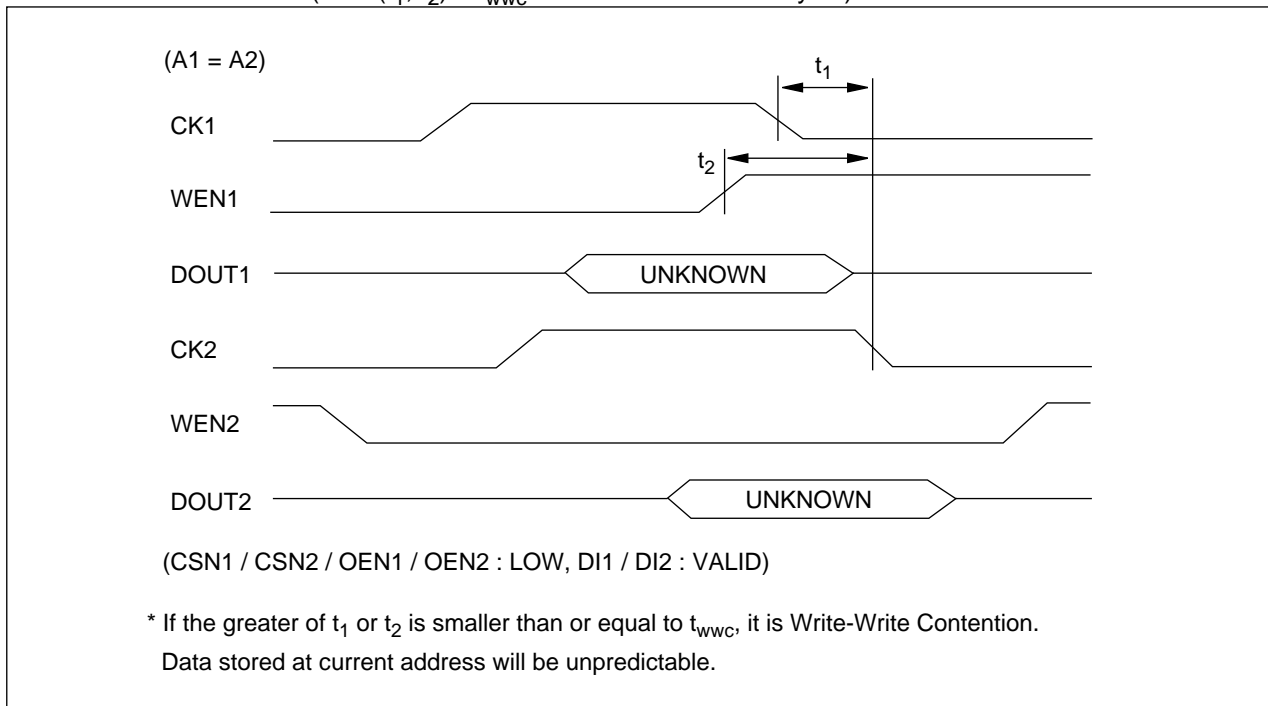 (A1 = A2)
t1
CK1
t2
WEN1
DOUT1 UNKNOWN
CK2
WEN2
DOUT2 UNKNOWN
(CSN1 / CSN2 / OEN1 / OEN2 : LOW, DI1 / DI2 : VALID)
* If the greater of t1 or t2 is smaller than or equal to twwc, it is Write-Write Contention.
Data stored at current address will be unpredictable.